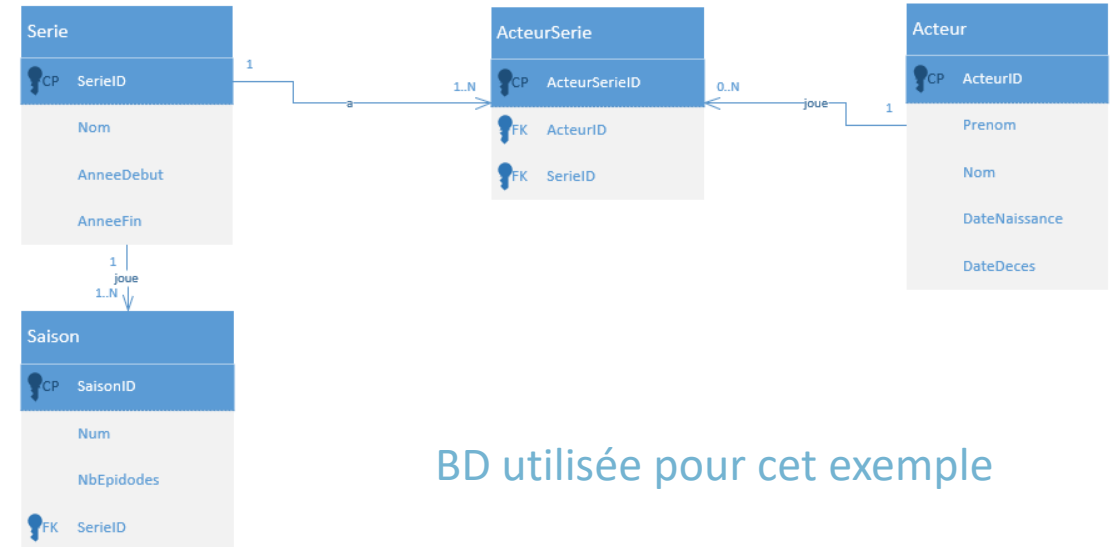 Serie
CP SerieID
Nom
AnneeDebut
AnneeFin
1
a
1..N
ActeurSerie
CP ActeurSerieID
FK ActeurID
FK SerieID
0..N
joue
1
Acteur
CP ActeurID
Prenom
Nom
DateNaissance
DateDeces
1
joue
1..N
Saison
CP SaisonID
Num
NbEpidodes
FK SerieID
BD utilisée pour cet exemple